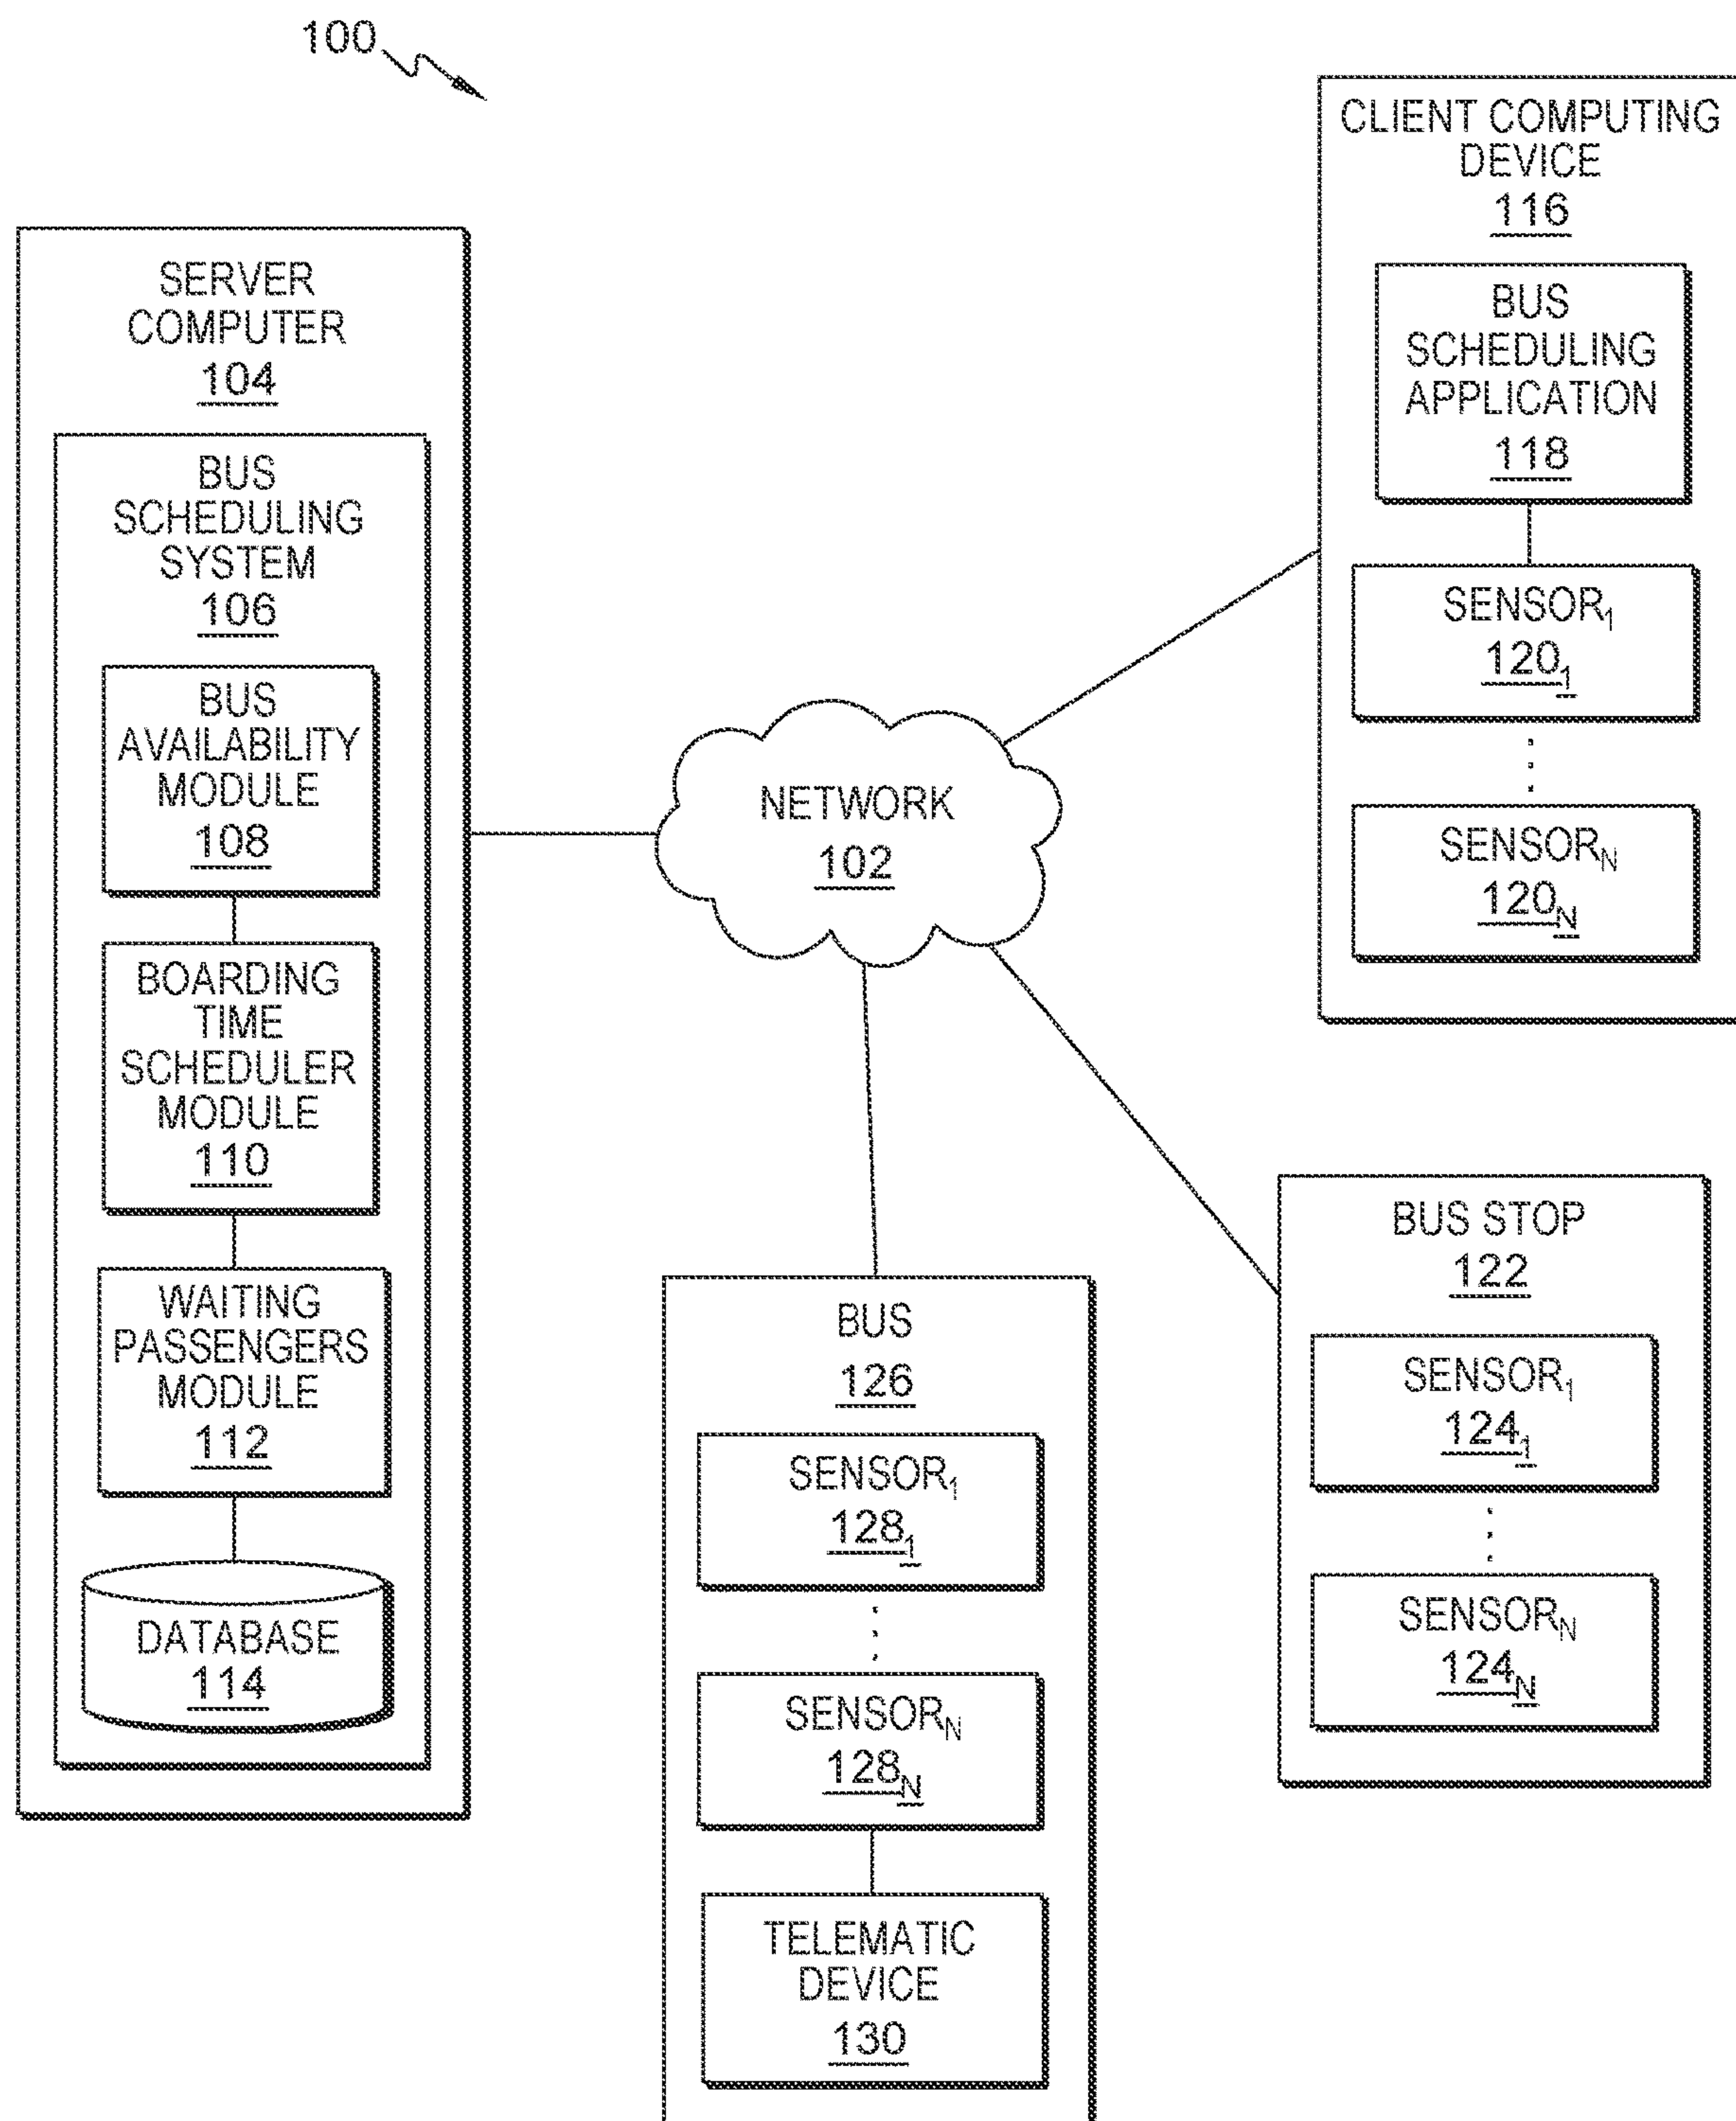 100
CLIENT COMPUTING
DEVICE
116
BUS
SCHEDULING
APPLICATION
118
SENSOR1
1201
SENSORN
120N
SERVER
COMPUTER
104
BUS
SCHEDULING
SYSTEM
106
BUS
AVAILABILITY
MODULE
108
BOARDING
TIME
SCHEDULER
MODULE
110
WAITING
PASSENGERS
MODULE
112
DATABASE
114
NETWORK
102
BUS STOP
122
SENSOR1
1241
SENSORN
124N
BUS
126
SENSOR1
1281
SENSORN
128N
TELEMATIC
DEVICE
130